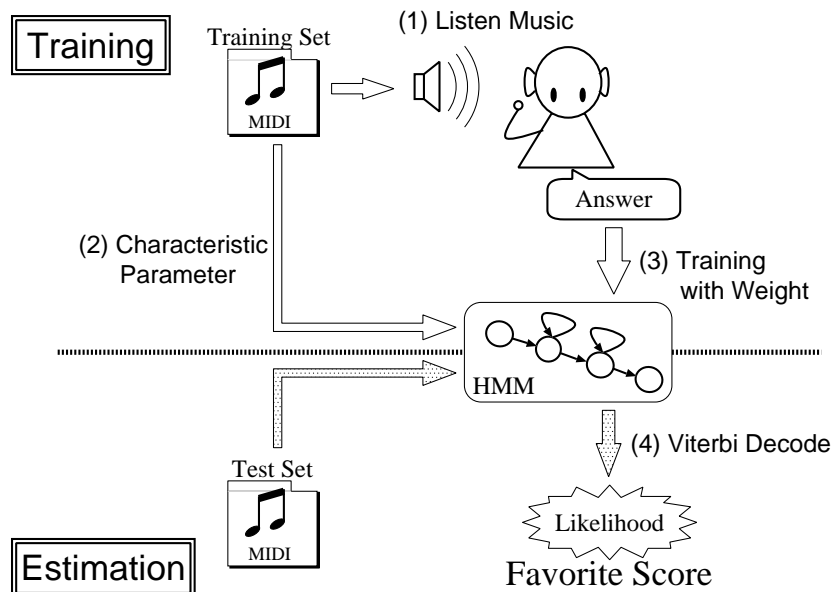 Training
Training Set
MIDI
(1) Listen Music
Answer
(2) Characteristic
Parameter
(3) Training
with Weight
HMM
(4) Viterbi Decode
Test Set
MIDI
Likelihood
Favorite Score
Estimation